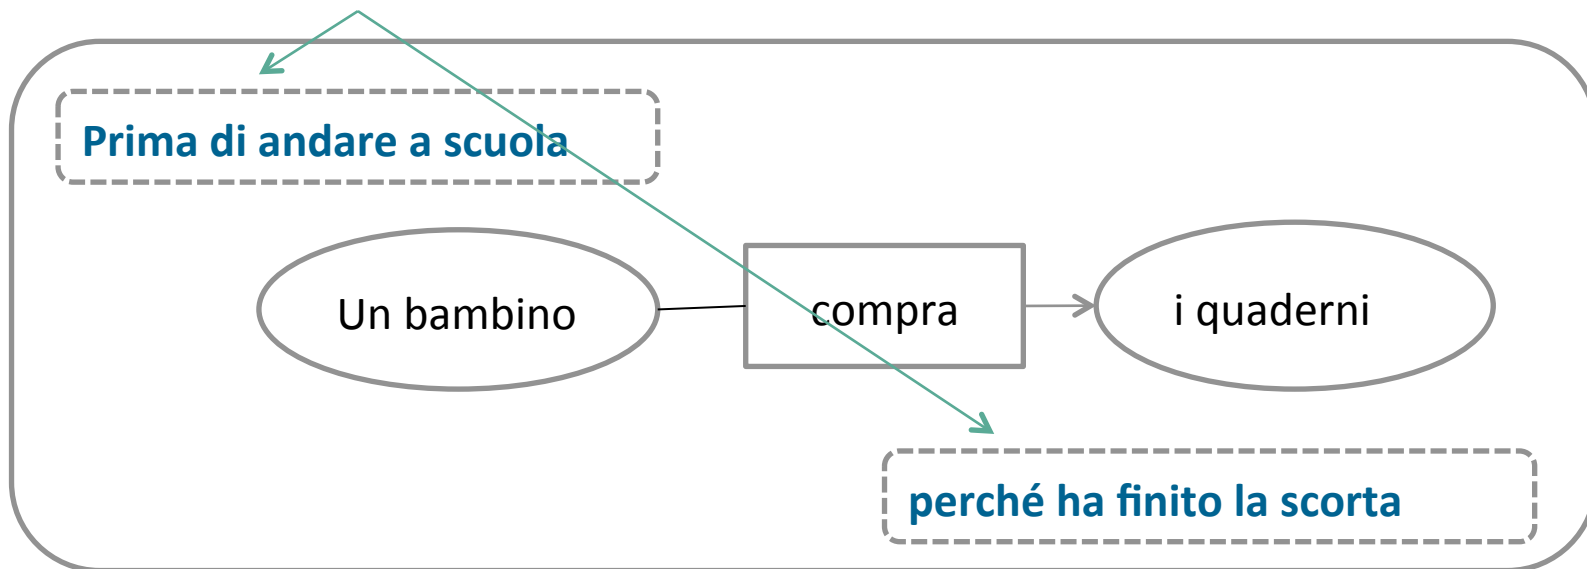 Prima di andare a scuola
Un bambino compra i quaderni
perché ha finito la scorta